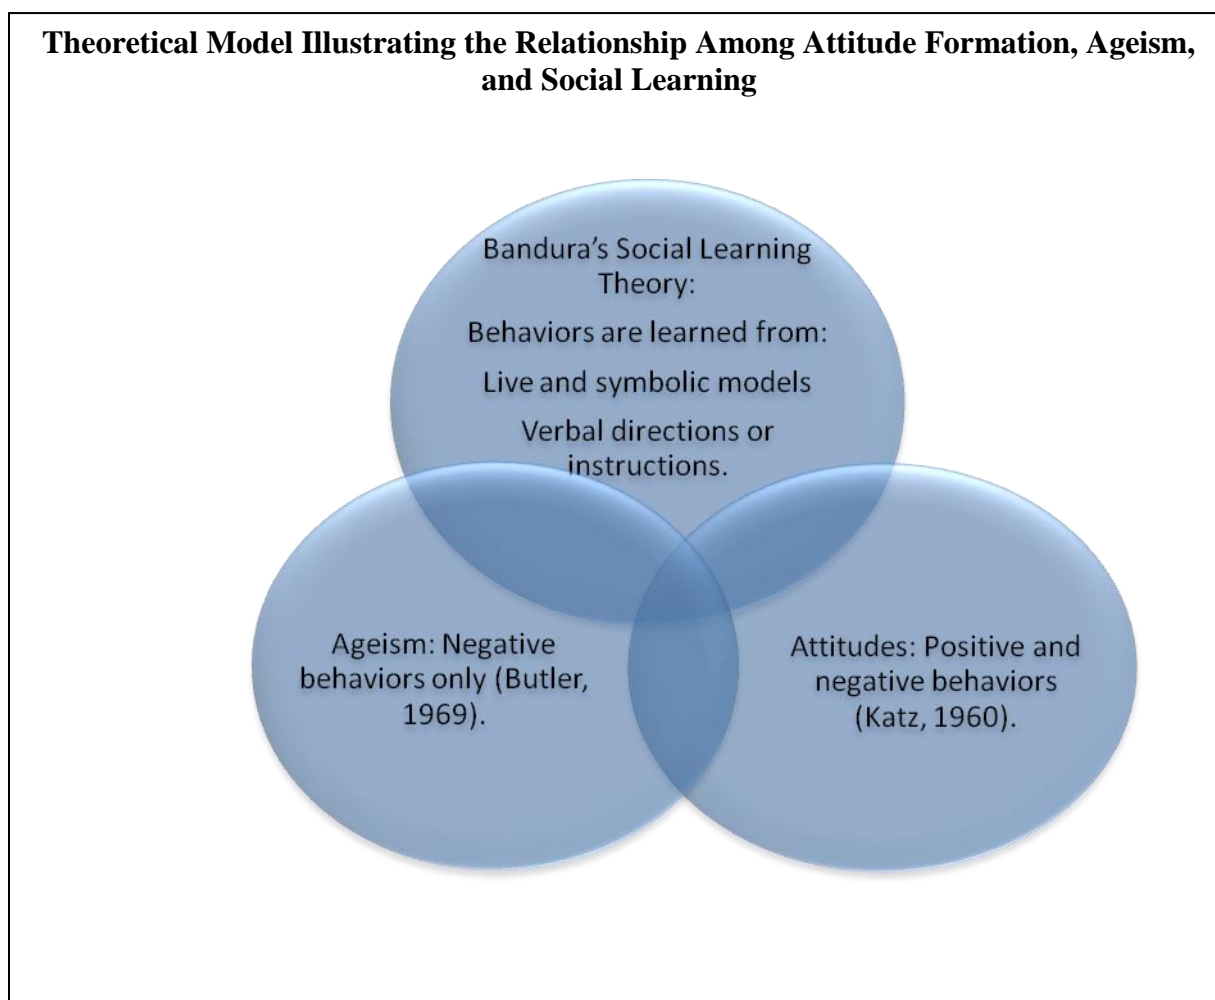 Theoretical Model Illustrating the Relationship Among Attitude Formation, Ageism,
and Social Learning
Bandura’s Social Learning
Theory:
Behaviors are learned from:
Live and symbolic models
Verbal directions or
instructions.
Ageism: Negative
behaviors only (Butler,
1969).
Attitudes: Positive and
negative behaviors
(Katz, 1960).